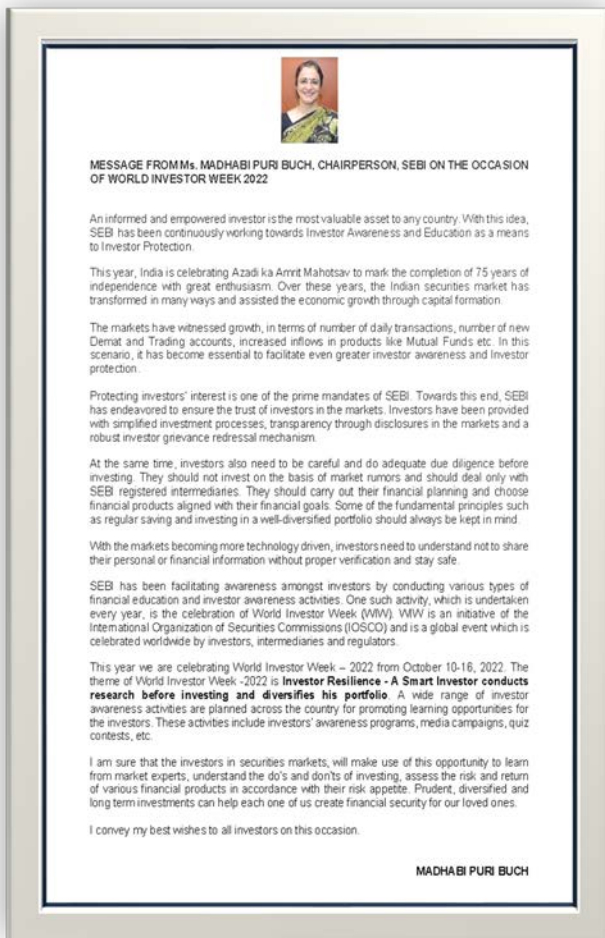 MESSAGE FROM Ms. MADHABI PURI BUCH, CHAIRPERSON, SEBI ON THE OCCASION
OF WORLD INVESTOR WEEK 2022
An informed and empowered investor is the most valuable asset to any country. With this idea,
SEBI has been continuously working towards Investor Awareness and Education as a means
to Investor Protection.
This year, India is celebrating Azadi ka Amrit Mahotsav to mark the completion of 75 years of
independence with great enthusiasm. Over these years, the Indian securities market has
transformed in many ways and assisted the economic growth through capital formation.
The markets have witnessed growth, in terms of number of daily transactions, number of new
Demat and Trading accounts, increased inflows in products like Mutual Funds etc. In this
scenario, it has become essential to facilitate even greater investor awareness and Investor
protection.
Protecting investors' interest is one of the prime mandates of SEBI. Towards this end, SEBI
has endeavored to ensure the trust of investors in the markets. Investors have been provided
with simplified investment processes, transparency through disclosures in the markets and a
robust investor grievance redressal mechanism.
At the same time, investors also need to be careful and do adequate due diligence before
investing. They should not invest on the basis of market rumors and should deal only with
SEBI registered intermediaries. They should carry out their financial planning and choose
financial products aligned with their financial goals. Some of the fundamental principles such
as regular saving and investing in a well-diversified portfolio should always be kept in mind.
With the markets becoming more technology driven, investors need to understand not to share
their personal or financial information without proper verification and stay safe.
SEBI has been facilitating awareness amongst investors by conducting various types of
financial education and investor awareness activities. One such activity, which is undertaken
every year, is the celebration of World Investor Week (WIW). WIW is an initiative of the
International Organization of Securities Commissions (IOSCO) and is a global event which is
celebrated worldwide by investors, intermediaries and regulators.
This year we are celebrating World Investor Week – 2022 from October 10-16, 2022. The
theme of World Investor Week -2022 is Investor Resilience - A Smart Investor conducts
research before investing and diversifies his portfolio. A wide range of investor
awareness activities are planned across the country for promoting learning opportunities for
the investors. These activities include investors' awareness programs, media campaigns, quiz
contests, etc.
I am sure that the investors in securities markets, will make use of this opportunity to learn
from market experts, understand the do's and don'ts of investing, assess the risk and return
of various financial products in accordance with their risk appetite. Prudent, diversified and
long term investments can help each one of us create financial security for our loved ones.
I convey my best wishes to all investors on this occasion.
MADHABI PURI BUCH